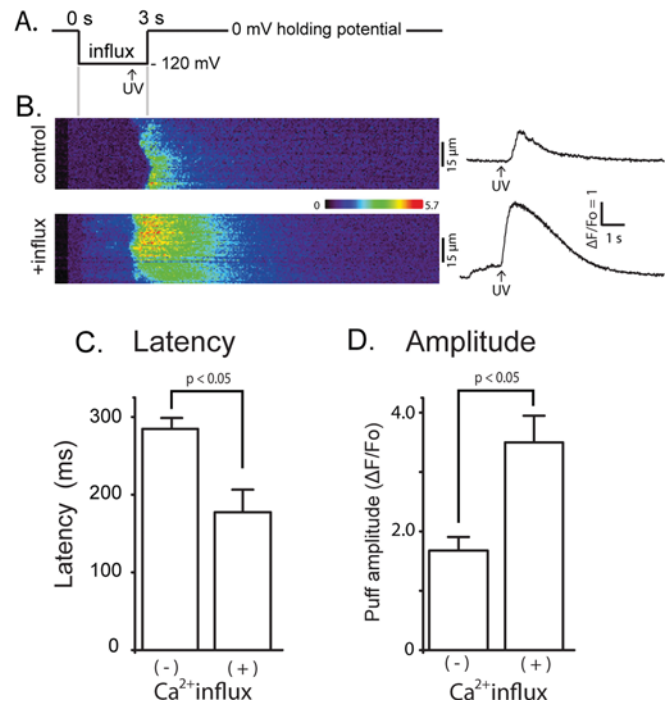 A.
0 s 3 s
0 mV holding potential
influx
- 120 mV
UV
B.
control
15 μm
UV
0 5.7
+influx
15 μm
ΔF/Fo = 1
1 s
UV
C. Latency
p < 0.05
Latency (ms)
300
200
100
0
(-) (+)
Ca²⁺influx
D. Amplitude
p < 0.05
Puff amplitude (ΔF/Fo)
4.0
2.0
0
(-) (+)
Ca²⁺influx